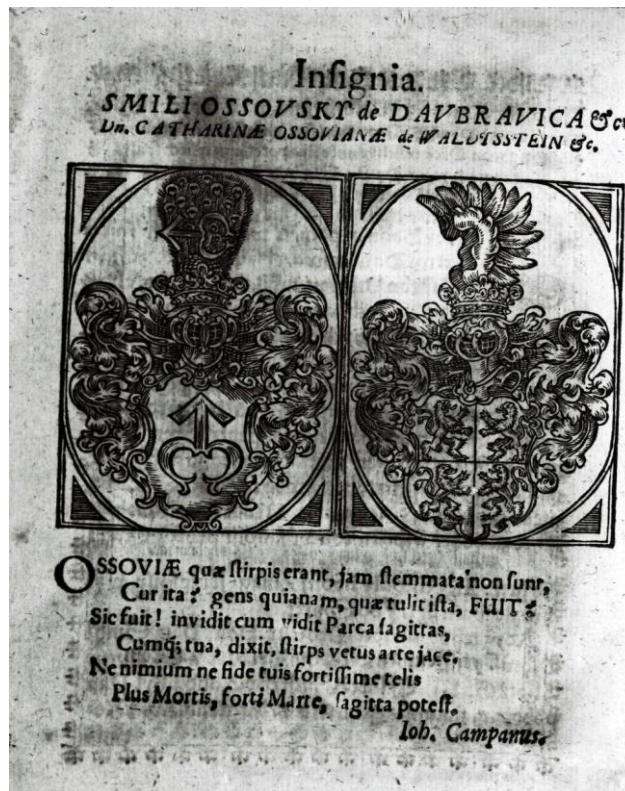 Insignia.
SMILI OSSOVSKY de DAVBRAVICA &c
Dn. CATHARINÆ OSSOVIANÆ de WALDTSSTEIN &c.
OSSOVIÆ quæ ſtirpis erant, jam ſtemmata non ſunt,
Cur ita? gens quianam, quæ tulit iſta, FUIT?
Sic fuit! invidit cum vidit Parca ſagittas,
Cumq; tua, dixit, ſtirps vetus arte jace.
Ne nimium ne fide tuis fortiſſime telis
Plus Mortis, forti Marte, ſagitta poteſt.
Ioh. Campanus.